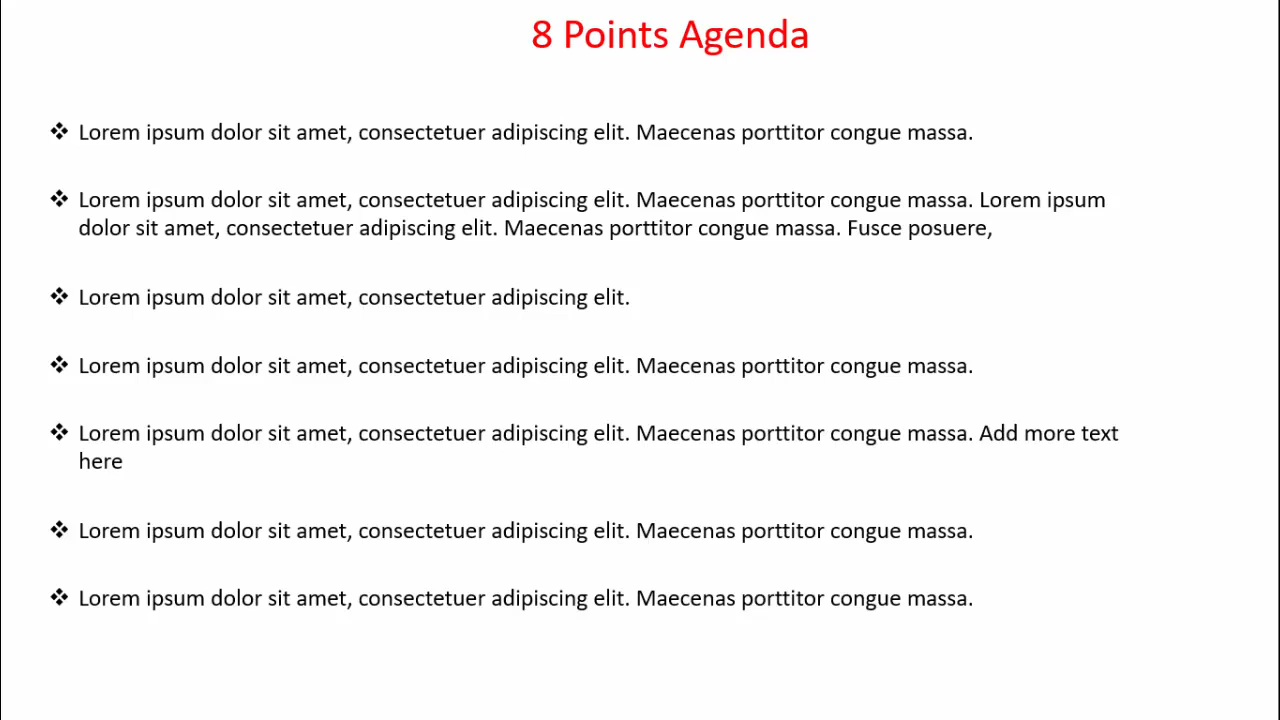 8 Points Agenda
❖ Lorem ipsum dolor sit amet, consectetuer adipiscing elit. Maecenas porttitor congue massa.
❖ Lorem ipsum dolor sit amet, consectetuer adipiscing elit. Maecenas porttitor congue massa. Lorem ipsum
dolor sit amet, consectetuer adipiscing elit. Maecenas porttitor congue massa. Fusce posuere,
❖ Lorem ipsum dolor sit amet, consectetuer adipiscing elit.
❖ Lorem ipsum dolor sit amet, consectetuer adipiscing elit. Maecenas porttitor congue massa.
❖ Lorem ipsum dolor sit amet, consectetuer adipiscing elit. Maecenas porttitor congue massa. Add more text
here
❖ Lorem ipsum dolor sit amet, consectetuer adipiscing elit. Maecenas porttitor congue massa.
❖ Lorem ipsum dolor sit amet, consectetuer adipiscing elit. Maecenas porttitor congue massa.